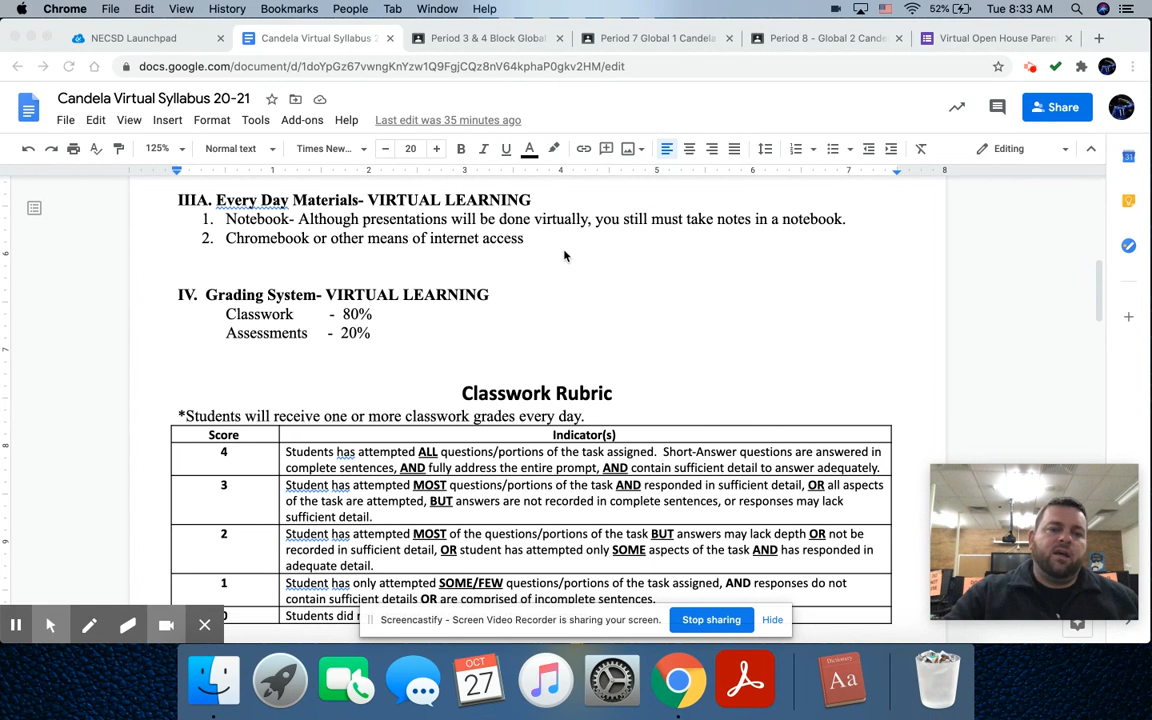 Chrome File Edit View History Bookmarks People Tab Window Help 52% Tue 8:33 AM
NECSD Launchpad × Candela Virtual Syllabus 2 × Period 3 & 4 Block Global × Period 7 Global 1 Candela × Period 8 - Global 2 Cande × Virtual Open House Paren × +
docs.google.com/document/d/1doYpGz67vwngKnYzw1Q9FgjCQz8nV64kphaP0gkv2HM/edit
Candela Virtual Syllabus 20-21
Share
File Edit View Insert Format Tools Add-ons Help Last edit was 35 minutes ago
125% Normal text Times New... − 20 + B I U A Editing
1 2 3 4 5 6 7 8
IIIA. Every Day Materials- VIRTUAL LEARNING
1. Notebook- Although presentations will be done virtually, you still must take notes in a notebook.
2. Chromebook or other means of internet access
IV. Grading System- VIRTUAL LEARNING
Classwork - 80%
Assessments - 20%
Classwork Rubric
*Students will receive one or more classwork grades every day.
Score Indicator(s)
4 Students has attempted ALL questions/portions of the task assigned. Short-Answer questions are answered in
complete sentences, AND fully address the entire prompt, AND contain sufficient detail to answer adequately.
3 Student has attempted MOST questions/portions of the task AND responded in sufficient detail, OR all aspects
of the task are attempted, BUT answers are not recorded in complete sentences, or responses may lack
sufficient detail.
2 Student has attempted MOST of the questions/portions of the task BUT answers may lack depth OR not be
recorded in sufficient detail, OR student has attempted only SOME aspects of the task AND has responded in
adequate detail.
1 Student has only attempted SOME/FEW questions/portions of the task assigned, AND responses do not
contain sufficient details OR are comprised of incomplete sentences.
0 Students did
Screencastify - Screen Video Recorder is sharing your screen. Stop sharing Hide
OCT
27
Aa